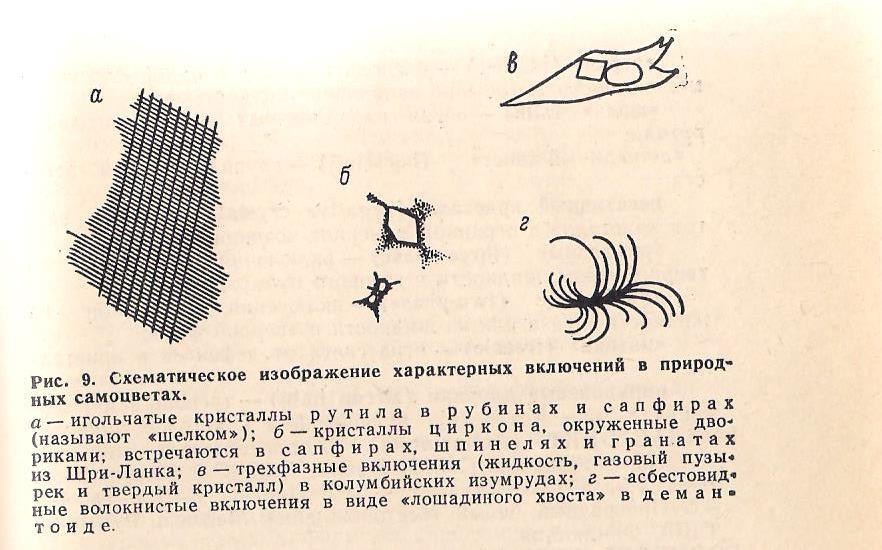 а
б
в
г
Рис. 9. Схематическое изображение характерных включений в природ-
ных самоцветах.
а — игольчатые кристаллы рутила в рубинах и сапфирах
(называют «шелком»); б — кристаллы циркона, окруженные дво-
риками; встречаются в сапфирах, шпинелях и гранатах
из Шри-Ланка; в — трехфазные включения (жидкость, газовый пузы-
рек и твердый кристалл) в колумбийских изумрудах; г — асбестовид-
ные волокнистые включения в виде «лошадиного хвоста» в деман-
тоиде.